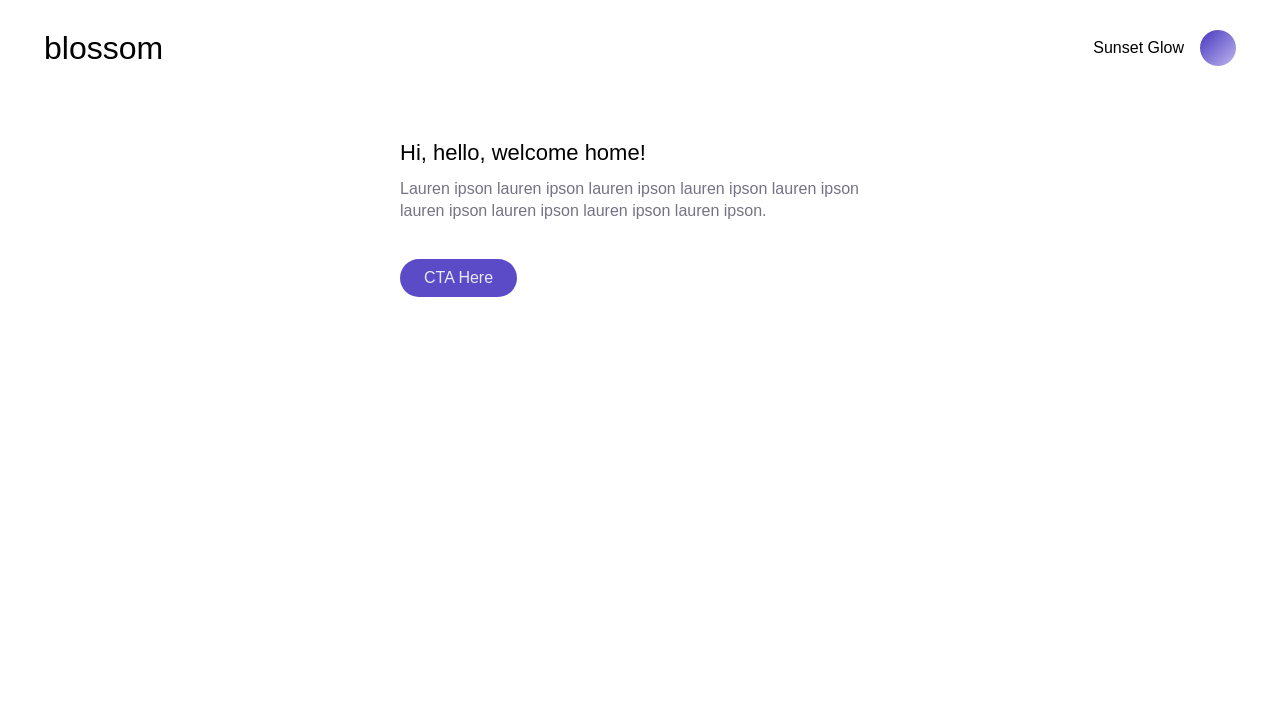 blossom
Sunset Glow
Hi, hello, welcome home!
Lauren ipson lauren ipson lauren ipson lauren ipson lauren ipson
lauren ipson lauren ipson lauren ipson lauren ipson.
CTA Here